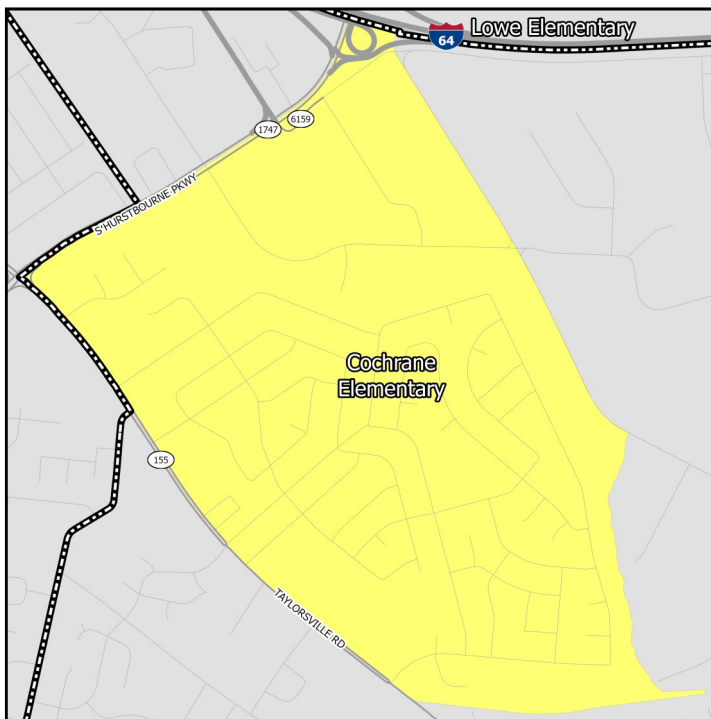 Lowe Elementary
64
6159
1747
S HURSTBOURNE PKWY
Cochrane
Elementary
155
TAYLORSVILLE RD